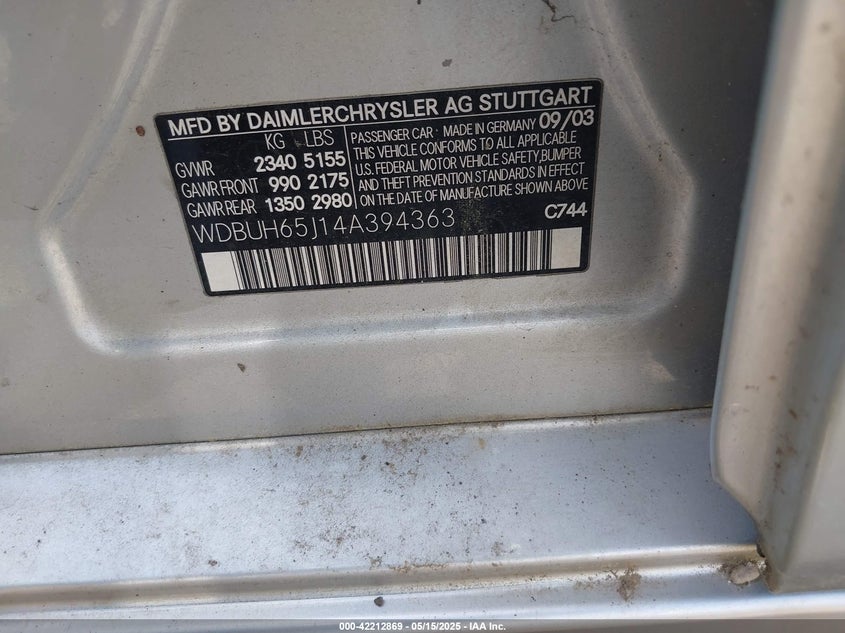 MFD BY DAIMLERCHRYSLER AG STUTTGART
KG LBS
GVWR 2340 5155
GAWR FRONT 990 2175
GAWR REAR 1350 2980
PASSENGER CAR - MADE IN GERMANY 09/03
THIS VEHICLE CONFORMS TO ALL APPLICABLE
U.S. FEDERAL MOTOR VEHICLE SAFETY,BUMPER
AND THEFT PREVENTION STANDARDS IN EFFECT
ON THE DATE OF MANUFACTURE SHOWN ABOVE
WDBUH65J14A394363
C744
000-42212869 - 05/15/2025 - IAA Inc.